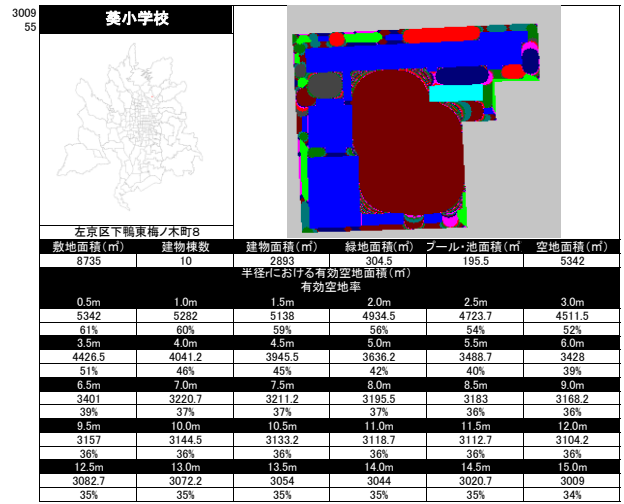 3009
55
葵小学校
左京区下鴨東梅ノ木町8
敷地面積(㎡) 建物棟数 建物面積(㎡) 緑地面積(㎡) プール・池面積(㎡ 空地面積(㎡)
8735 10 2893 304.5 195.5 5342
半径rにおける有効空地面積(㎡)
有効空地率
0.5m 1.0m 1.5m 2.0m 2.5m 3.0m
5342 5282 5138 4934.5 4723.7 4511.5
61% 60% 59% 56% 54% 52%
3.5m 4.0m 4.5m 5.0m 5.5m 6.0m
4426.5 4041.2 3945.5 3636.2 3488.7 3428
51% 46% 45% 42% 40% 39%
6.5m 7.0m 7.5m 8.0m 8.5m 9.0m
3401 3220.7 3211.2 3195.5 3183 3168.2
39% 37% 37% 37% 36% 36%
9.5m 10.0m 10.5m 11.0m 11.5m 12.0m
3157 3144.5 3133.2 3118.7 3112.7 3104.2
36% 36% 36% 36% 36% 36%
12.5m 13.0m 13.5m 14.0m 14.5m 15.0m
3082.7 3072.2 3054 3044 3020.7 3009
35% 35% 35% 35% 35% 34%